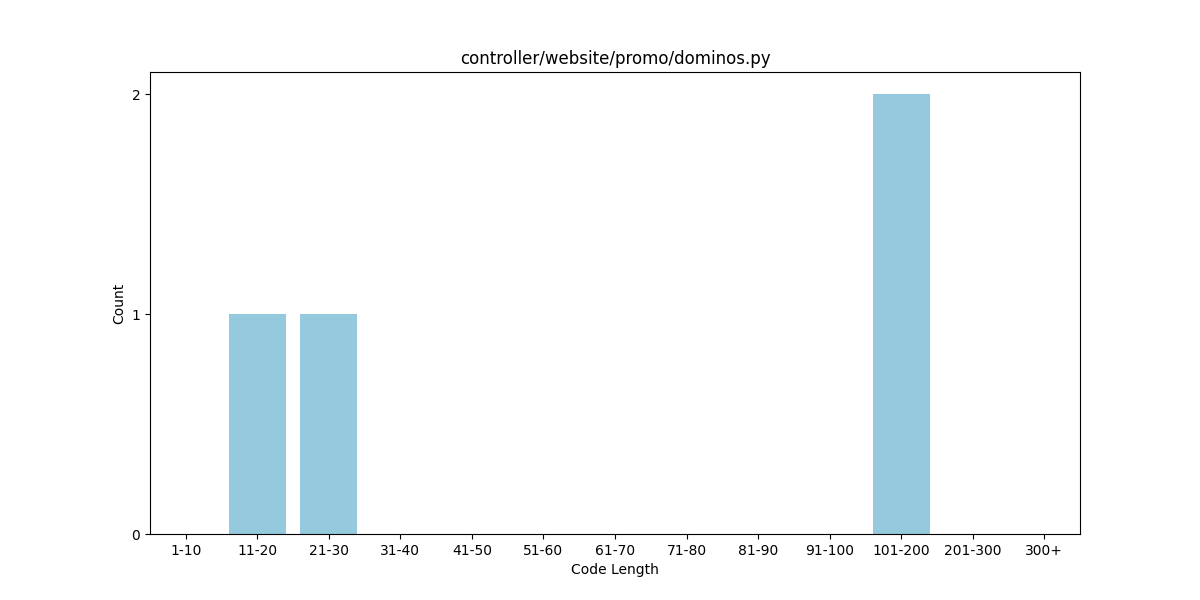 controller/website/promo/dominos.py
2
1
0
Count
1-10 11-20 21-30 31-40 41-50 51-60 61-70 71-80 81-90 91-100 101-200 201-300 300+
Code Length